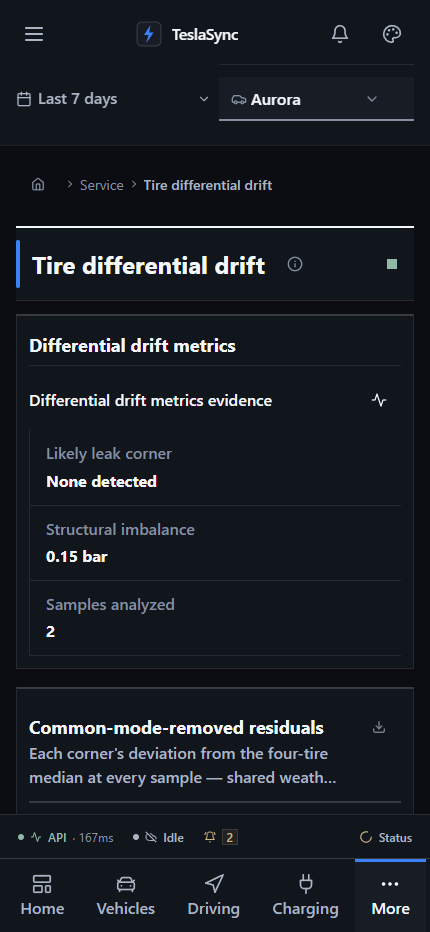 TeslaSync
Last 7 days
Aurora
Service
Tire differential drift
Tire differential drift
Differential drift metrics
Differential drift metrics evidence
Likely leak corner
None detected
Structural imbalance
0.15 bar
Samples analyzed
2
Common-mode-removed residuals
Each corner's deviation from the four-tire
median at every sample — shared weath...
API · 167ms
Idle
2
Status
Home
Vehicles
Driving
Charging
More